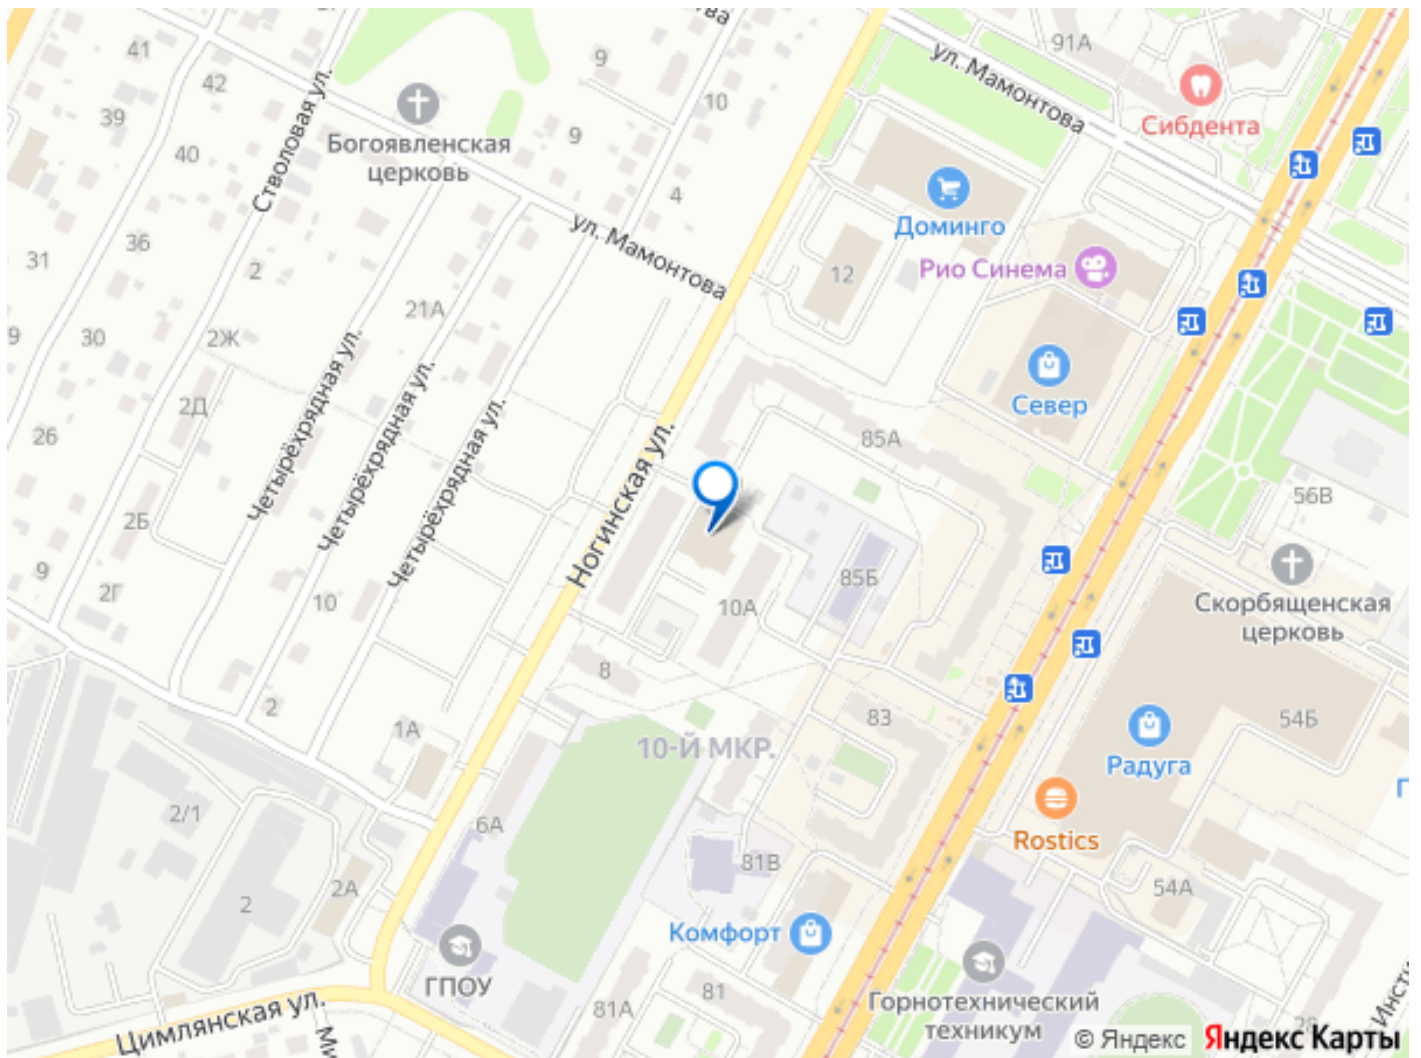 41
42
39
40
Стволовая ул.
Богоявленская
церковь
9
10
9
4
91А
ул. Мамонтова
Сибдента
Доминго
Рио Синема
12
36
31
2
ул. Мамонтова
21А
30
2Ж
9
2Д
26
Четырёхрядная ул.
Четырёхрядная ул.
Четырёхрядная ул.
Ногинская ул.
Север
85А
56В
Скорбященская
церковь
2Б
9
2Г
10
10А
85Б
8
2
1А
10-Й МКР.
83
54Б
Радуга
Rostics
2/1
6А
81В
54А
2А
2
Комфорт
ГПОУ
81А
81
Горнотехнический
техникум
26
Цимлянская ул.
© Яндекс Яндекс Карты